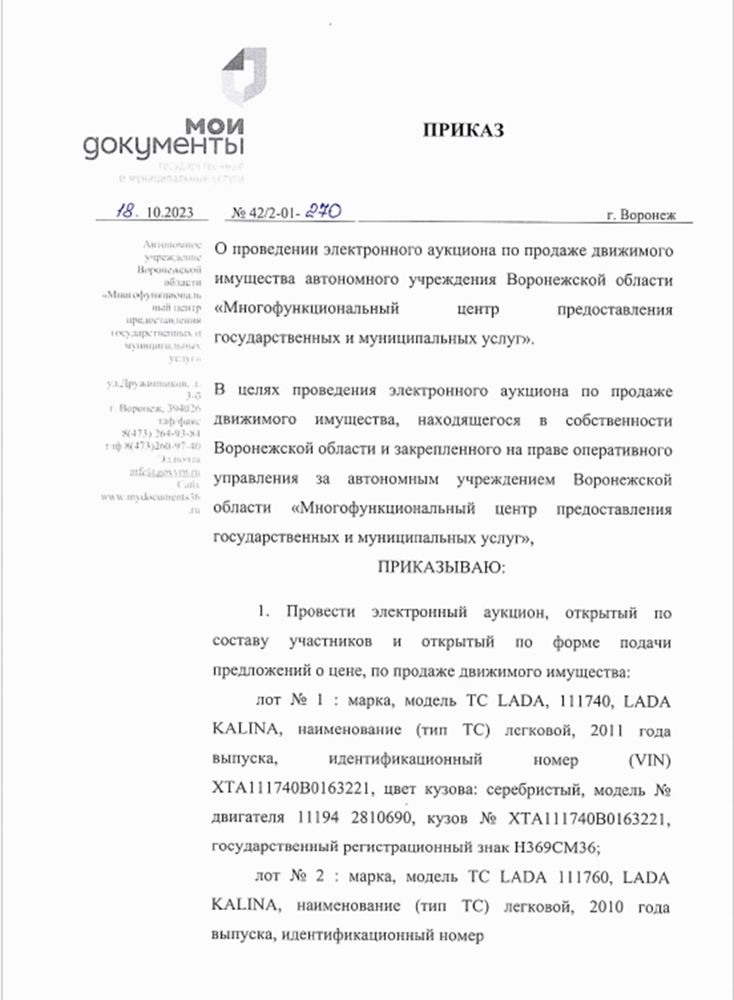 мои
документы
государственные
и муниципальные услуги
ПРИКАЗ
18. 10.2023 № 42/2-01- 270 г. Воронеж
Автономное
учреждение
Воронежской
области
«Многофункциональ
ный центр
предоставления
государственных и
муниципальных
услуг»
ул.Дружинников, д.
3-б
г. Воронеж, 394026
тлф/факс
8(473) 264-93-84
тлф 8(473)260-97-40
Эл.почта
Сайт
www.mydocuments36
.ru
О проведении электронного аукциона по продаже движимого
имущества автономного учреждения Воронежской области
«Многофункциональный центр предоставления
государственных и муниципальных услуг».
В целях проведения электронного аукциона по продаже
движимого имущества, находящегося в собственности
Воронежской области и закрепленного на праве оперативного
управления за автономным учреждением Воронежской
области «Многофункциональный центр предоставления
государственных и муниципальных услуг»,
ПРИКАЗЫВАЮ:
1. Провести электронный аукцион, открытый по
составу участников и открытый по форме подачи
предложений о цене, по продаже движимого имущества:
лот № 1 : марка, модель ТС LADA, 111740, LADA
KALINA, наименование (тип ТС) легковой, 2011 года
выпуска, идентификационный номер (VIN)
XTA111740B0163221, цвет кузова: серебристый, модель №
двигателя 11194 2810690, кузов № XTA111740B0163221,
государственный регистрационный знак Н369СМ36;
лот № 2 : марка, модель ТС LADA 111760, LADA
KALINA, наименование (тип ТС) легковой, 2010 года
выпуска, идентификационный номер